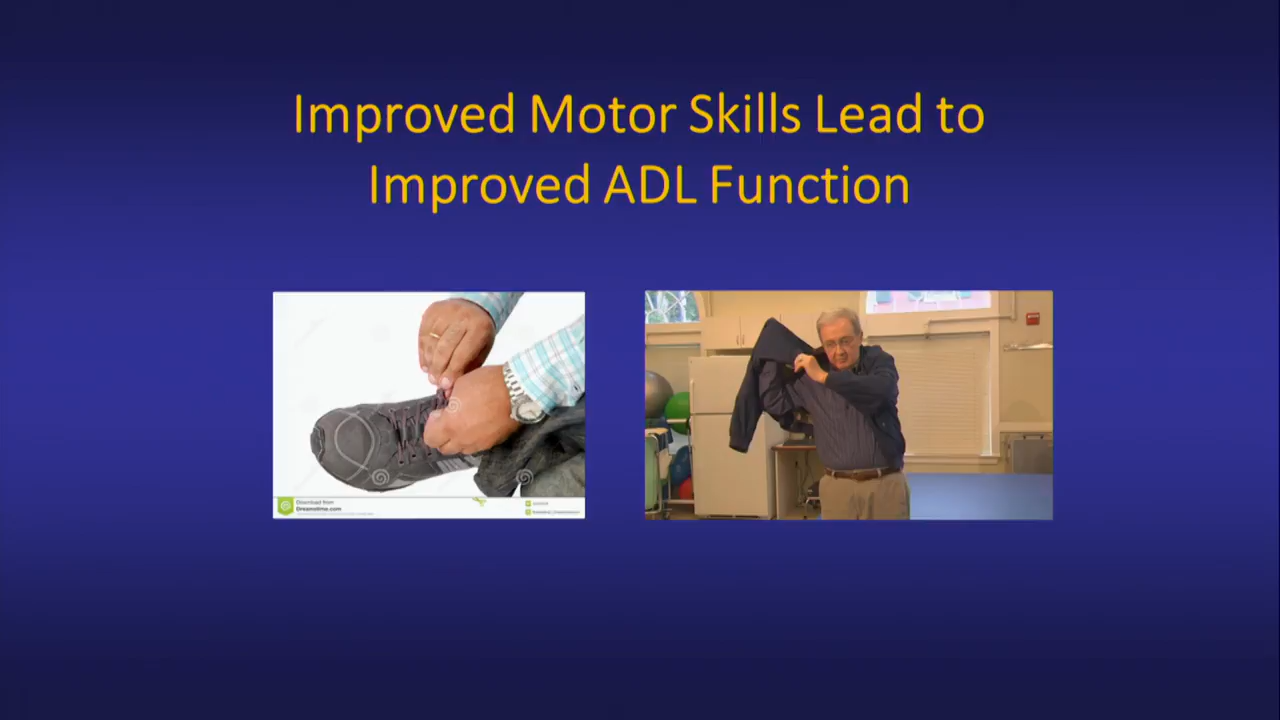 Improved Motor Skills Lead to
Improved ADL Function
Download from
Dreamstime.com